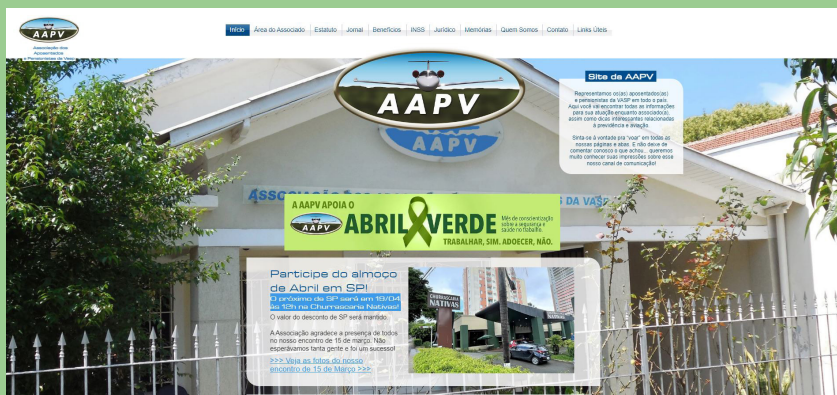 AAPV
Associação dos
Aposentados
e Pensionistas da Vasp
Início
Área do Associado
Estatuto
Jornal
Benefícios
INSS
Jurídico
Memórias
Quem Somos
Contato
Links Úteis
AAPV
AAPV
ASSOCIAÇÃO
DA VASP
Site da AAPV
Representamos os(as) aposentados(as)
e pensionistas da VASP em todo o país.
Aqui você vai encontrar todas as informações
para sua atuação enquanto associado(a),
assim como dicas interessantes relacionadas
à previdência e aviação.
Sinta-se à vontade pra "voar" em todas as
nossas páginas e abas. E não deixe de
comentar conosco o que achou... queremos
muito conhecer suas impressões sobre esse
nosso canal de comunicação!
A AAPV APOIA O
AAPV
ABRIL VERDE
Mês de conscientização
sobre a segurança e
saúde no trabalho.
TRABALHAR, SIM. ADOECER, NÃO.
Participe do almoço
de Abril em SP!
O próximo de SP será em 19/04
às 12h na Churrascaria Nativas!
O valor do desconto de SP será mantido.
A Associação agradece a presença de todos
no nosso encontro de 15 de março. Não
esperávamos tanta gente e foi um sucesso!
>>> Veja as fotos do nosso
encontro de 15 de Março >>>
CHURRASCARIA
NATIVAS